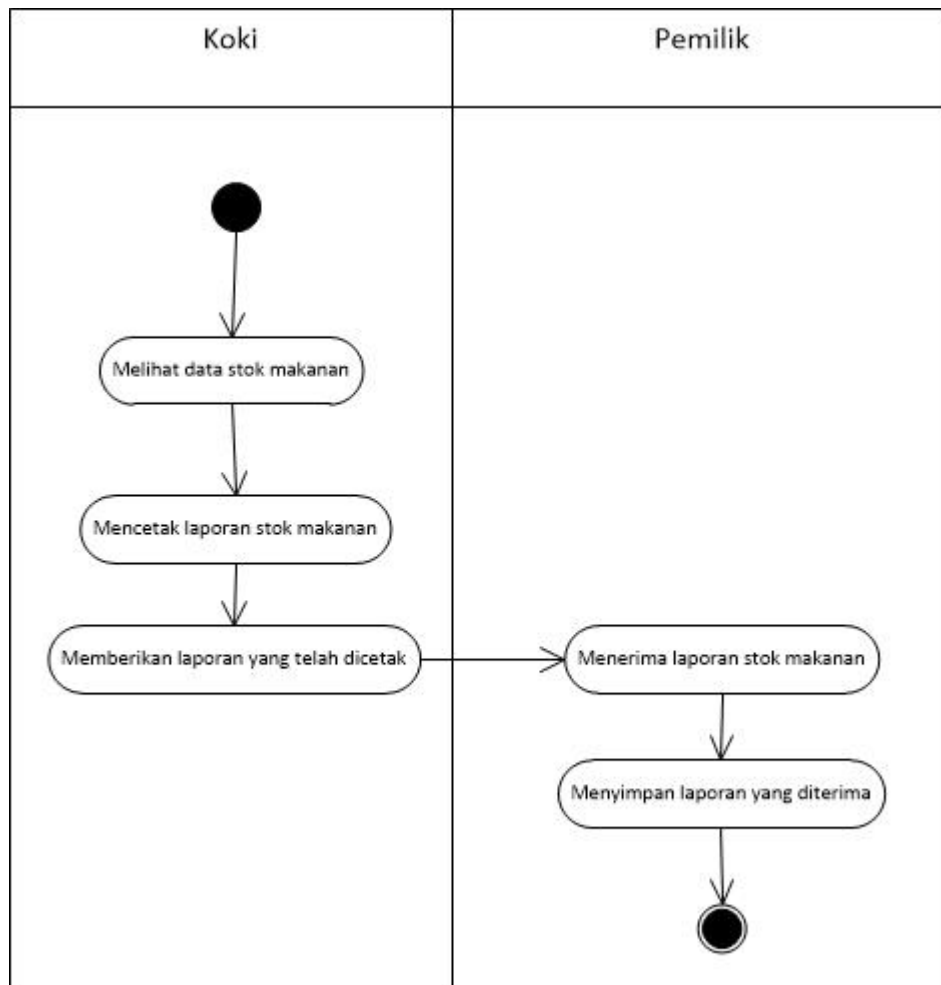 Koki
Pemilik
Melihat data stok makanan
Mencetak laporan stok makanan
Memberikan laporan yang telah dicetak
Menerima laporan stok makanan
Menyimpan laporan yang diterima